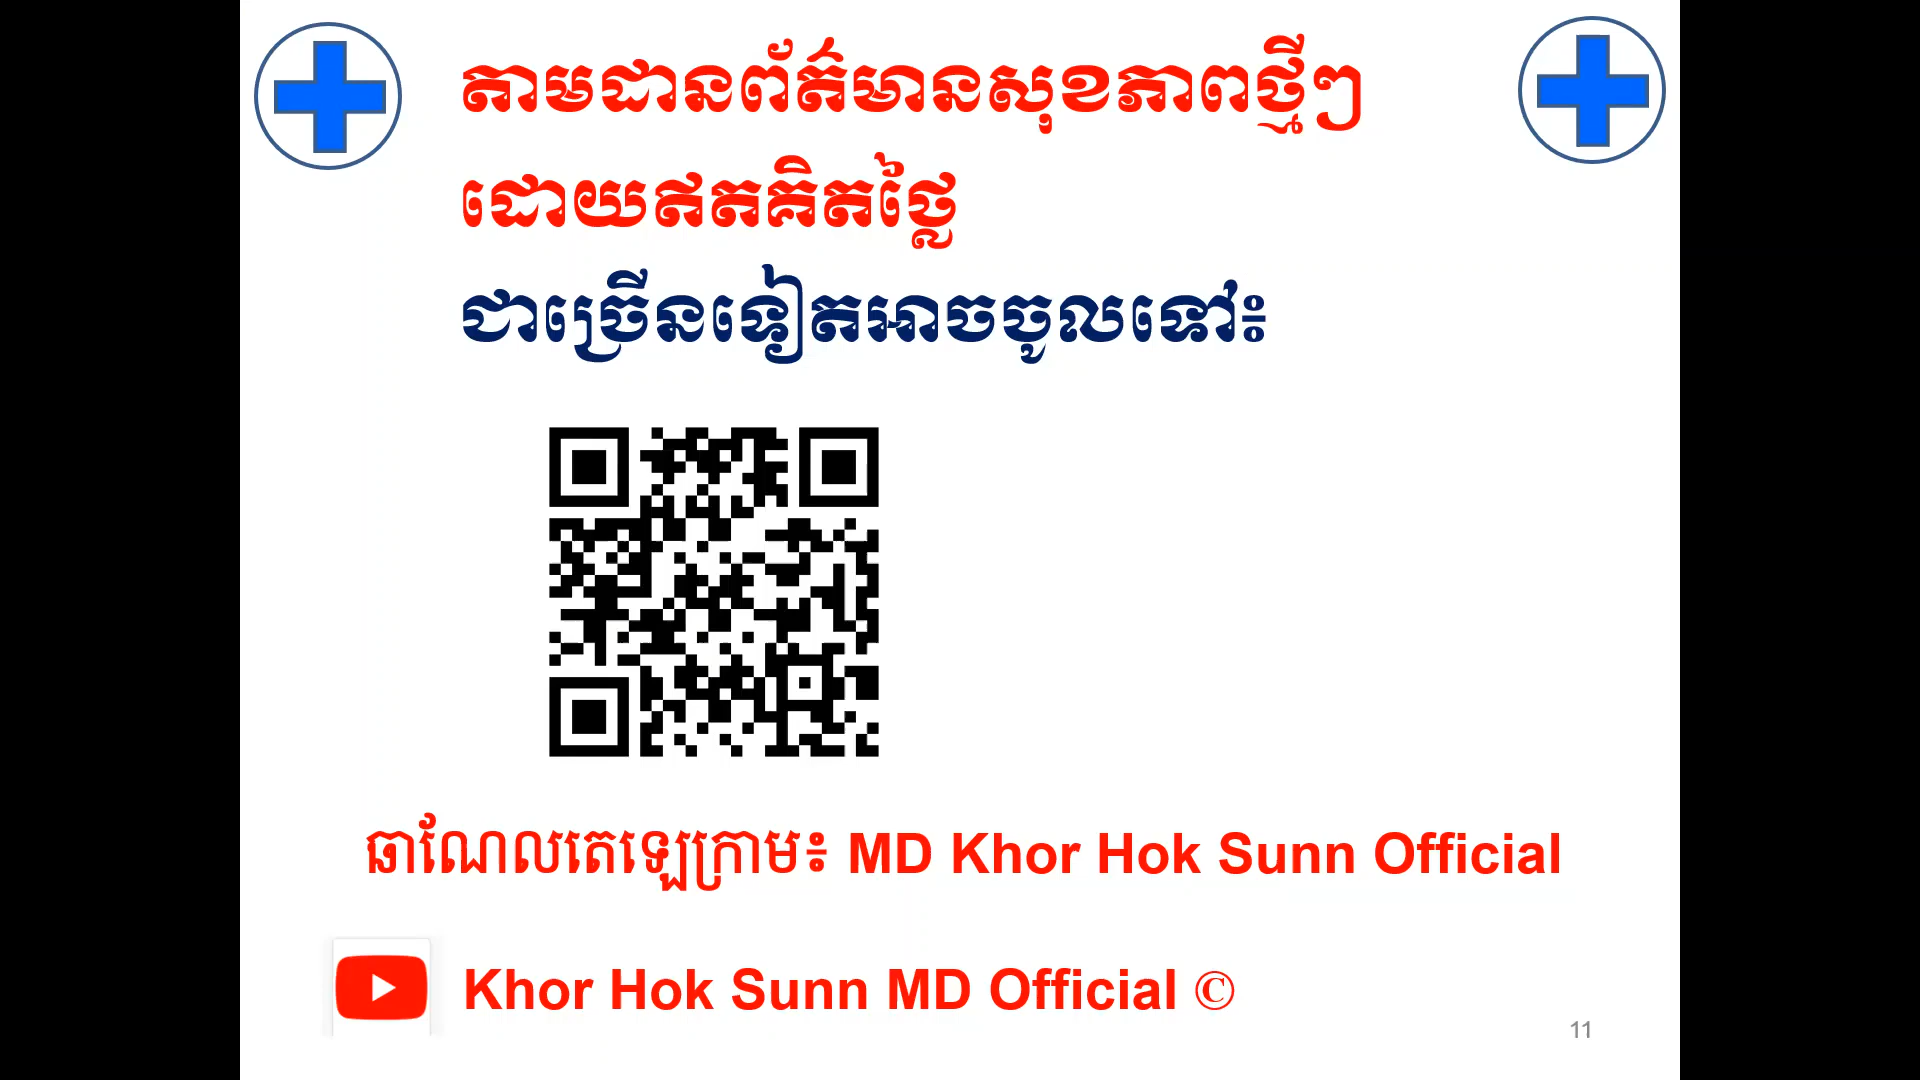 តាមដានព័ត៌មានសុខភាពថ្មីៗ
ដោយឥតគិតថ្លៃ
ជាច្រើនទៀតអាចចូលទៅ៖
ឆាណែលតេឡេក្រាម៖ MD Khor Hok Sunn Official
Khor Hok Sunn MD Official ©
11